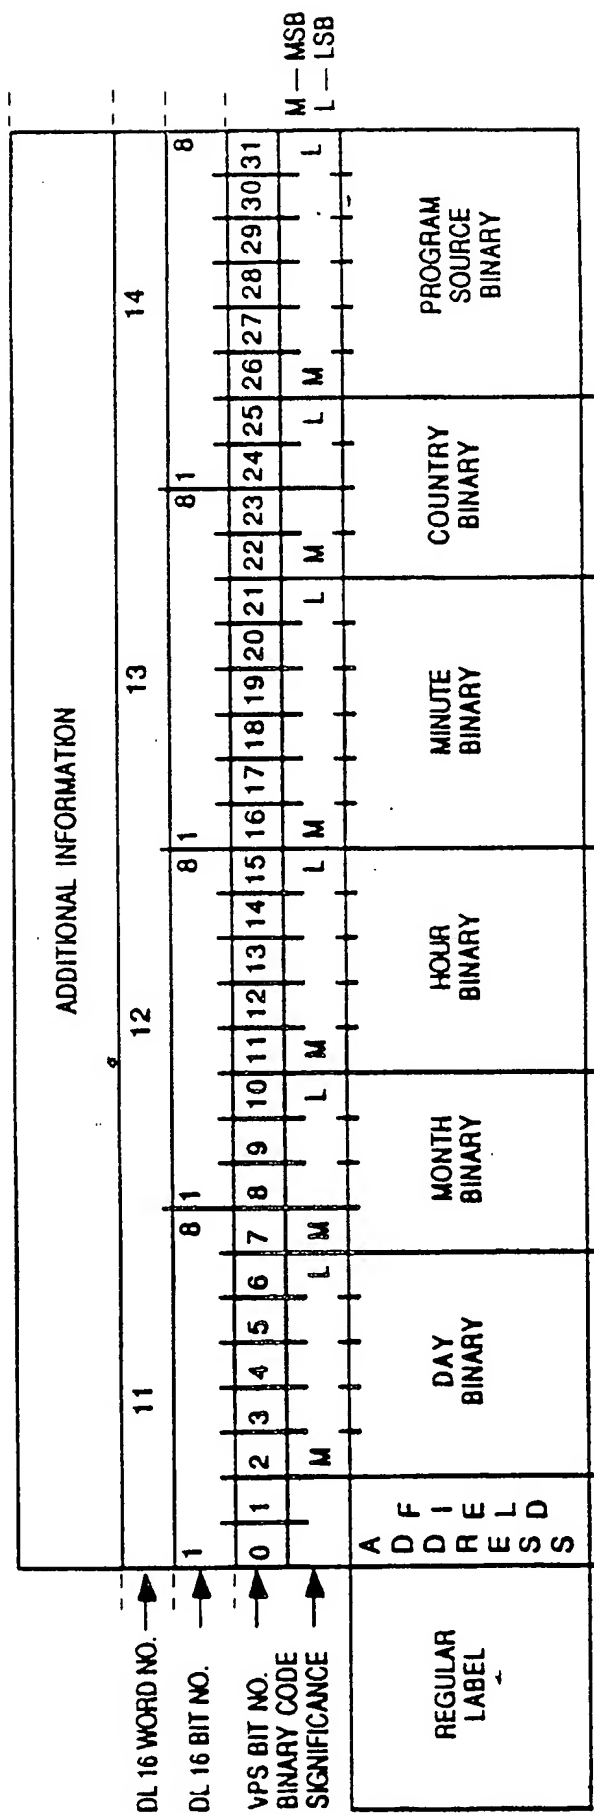 ADDITIONAL INFORMATION
DL 16 WORD NO. 11 12 13 14
DL 16 BIT NO. 1 8 1 8 1 8 1 8
VPS BIT NO. 0 1 2 3 4 5 6 7 8 9 10 11 12 13 14 15 16 17 18 19 20 21 22 23 24 25 26 27 28 29 30 31
BINARY CODE
SIGNIFICANCE M L M L M L M L M L M L
M — MSB
L — LSB
REGULAR
LABEL
ADDRESS
FIELD
DAY
BINARY
MONTH
BINARY
HOUR
BINARY
MINUTE
BINARY
COUNTRY
BINARY
PROGRAM
SOURCE
BINARY